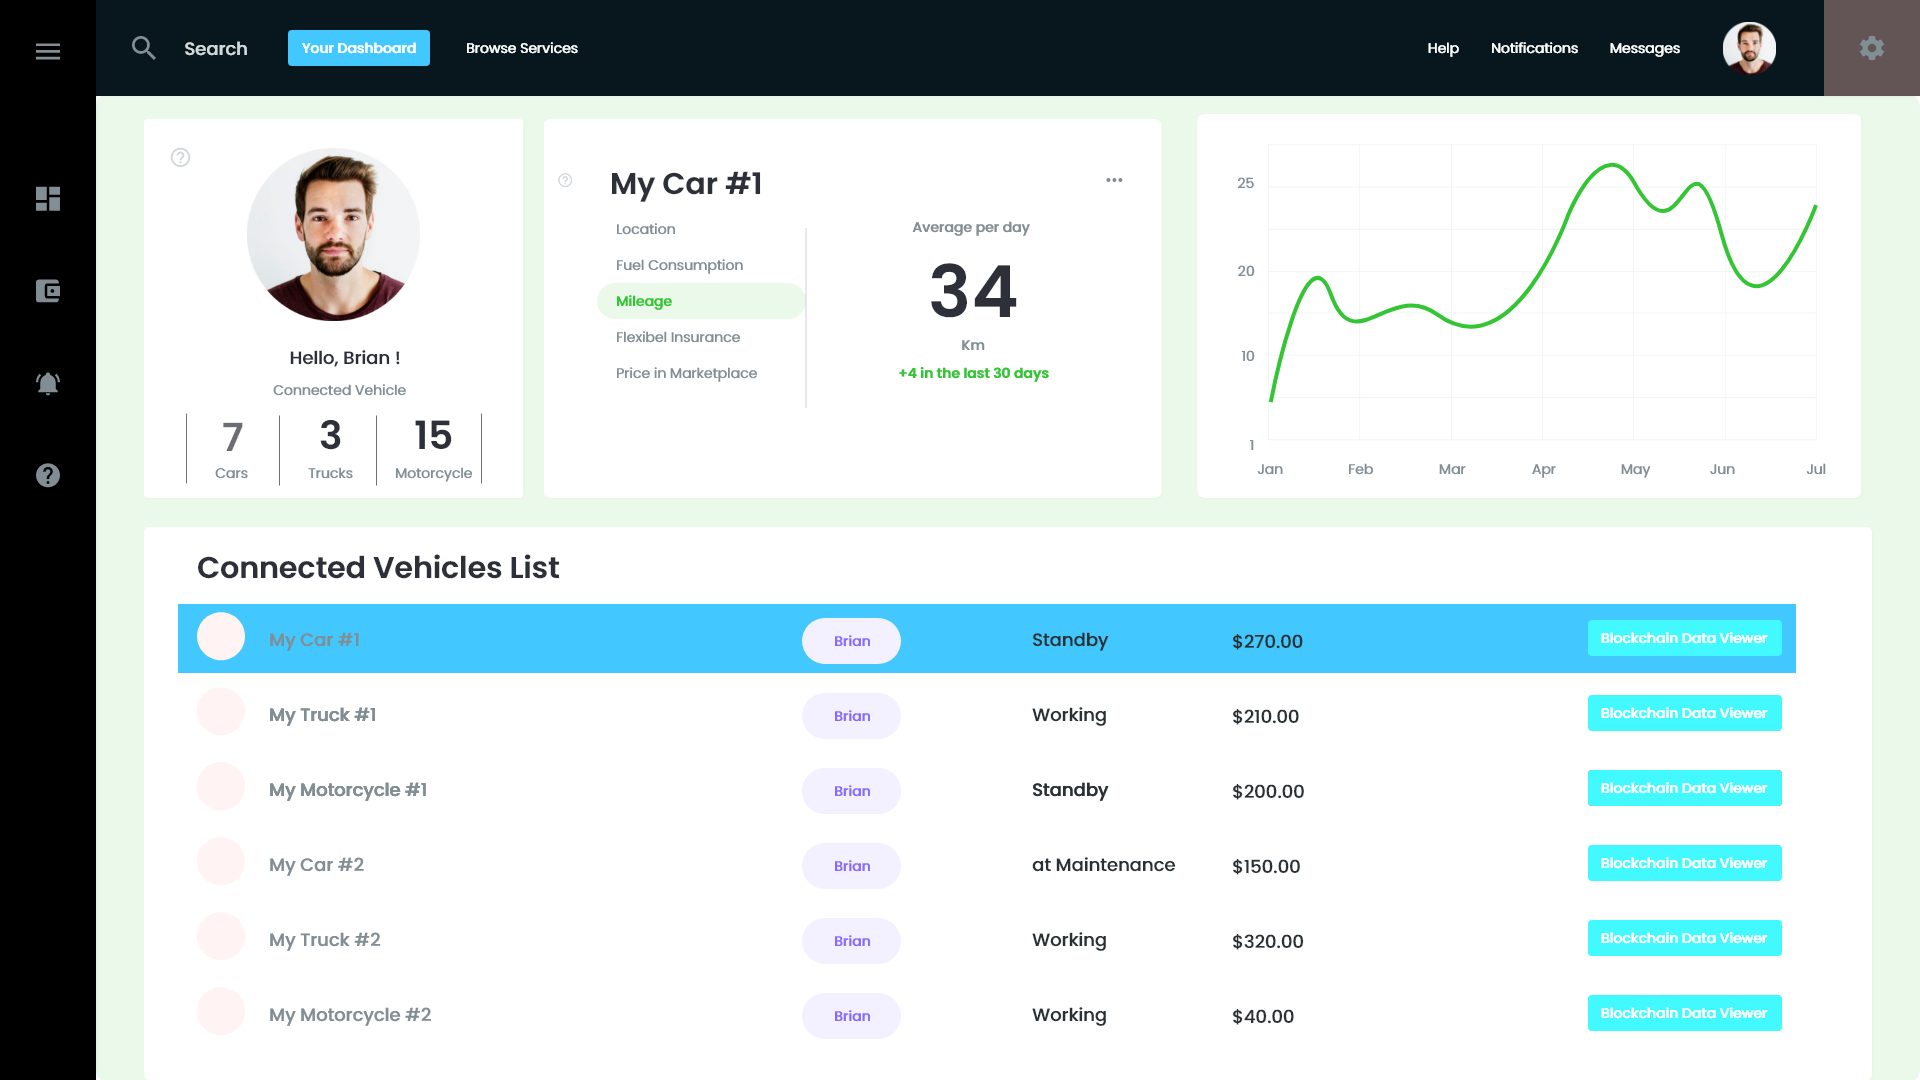 Search
Your Dashboard
Browse Services
Help
Notifications
Messages
Hello, Brian !
Connected Vehicle
7
3
15
Cars
Trucks
Motorcycle
My Car #1
...
Location
Fuel Consumption
Mileage
Flexibel Insurance
Price in Marketplace
Average per day
34
Km
+4 in the last 30 days
25
20
10
1
Jan Feb Mar Apr May Jun Jul
Connected Vehicles List
My Car #1 Brian Standby $270.00 Blockchain Data Viewer
My Truck #1 Brian Working $210.00 Blockchain Data Viewer
My Motorcycle #1 Brian Standby $200.00 Blockchain Data Viewer
My Car #2 Brian at Maintenance $150.00 Blockchain Data Viewer
My Truck #2 Brian Working $320.00 Blockchain Data Viewer
My Motorcycle #2 Brian Working $40.00 Blockchain Data Viewer